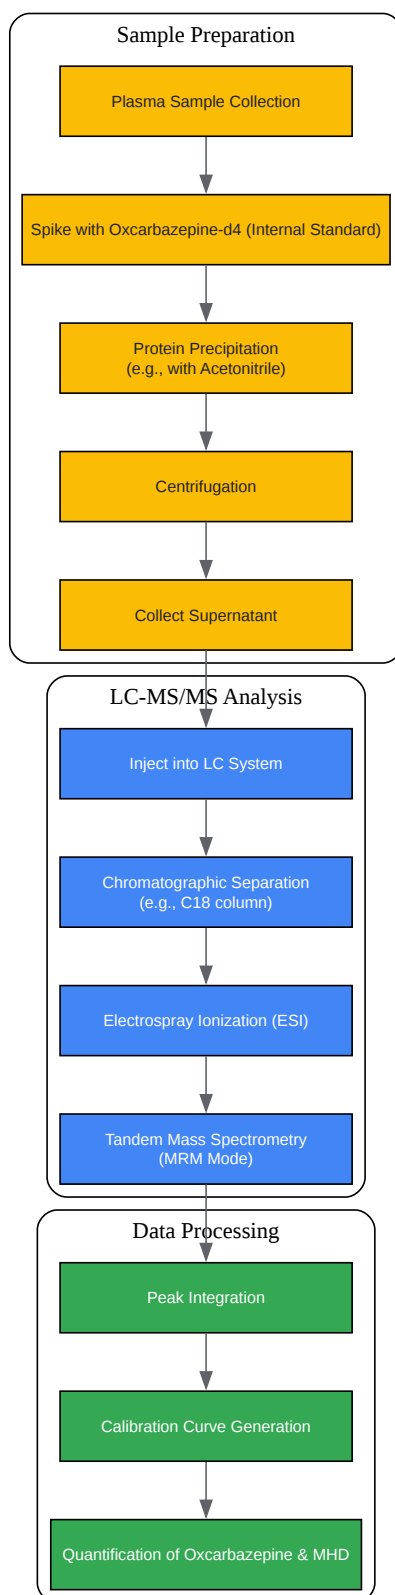 Sample Preparation
Plasma Sample Collection
Spike with Oxcarbazepine-d4 (Internal Standard)
Protein Precipitation
(e.g., with Acetonitrile)
Centrifugation
Collect Supernatant
LC-MS/MS Analysis
Inject into LC System
Chromatographic Separation
(e.g., C18 column)
Electrospray Ionization (ESI)
Tandem Mass Spectrometry
(MRM Mode)
Data Processing
Peak Integration
Calibration Curve Generation
Quantification of Oxcarbazepine & MHD